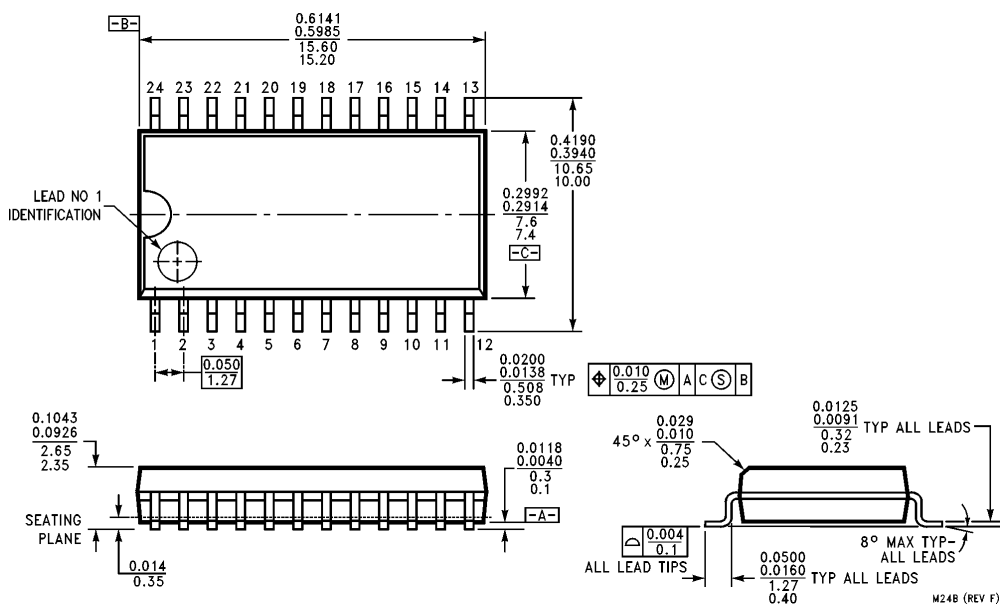 -B-
0.6141
0.5985
15.60
15.20
24 23 22 21 20 19 18 17 16 15 14 13
0.4190
0.3940
10.65
10.00
LEAD NO 1
IDENTIFICATION
0.2992
0.2914
7.6
7.4
-C-
1 2 3 4 5 6 7 8 9 10 11 12
0.050
1.27
0.0200
0.0138
0.508
0.350
TYP
⌖ 0.010 0.25 Ⓜ A C Ⓢ B
0.1043
0.0926
2.65
2.35
0.0118
0.0040
0.3
0.1
-A-
SEATING
PLANE
0.014
0.35
45° x
0.029
0.010
0.75
0.25
0.0125
0.0091
0.32
0.23
TYP ALL LEADS
0.004
0.1
ALL LEAD TIPS
8° MAX TYP-
ALL LEADS
0.0500
0.0160
1.27
0.40
TYP ALL LEADS
M24B (REV F)